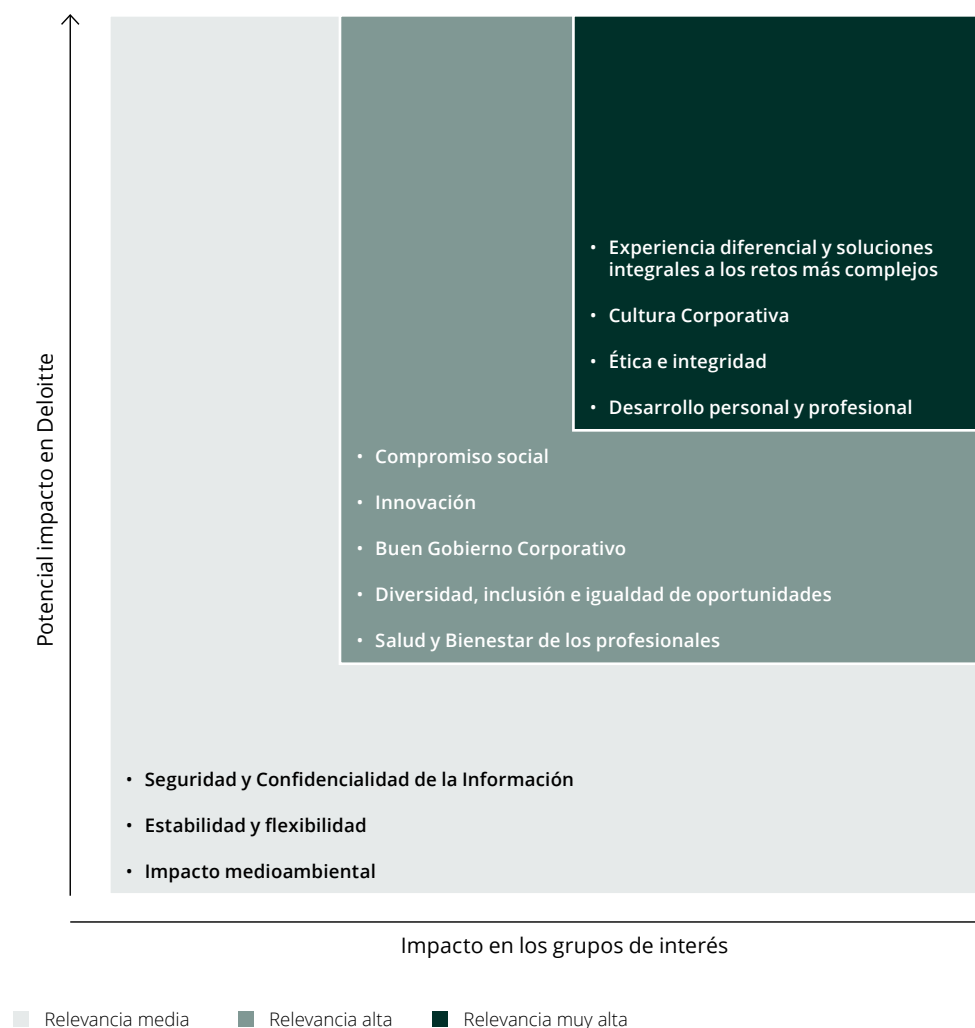 Potencial impacto en Deloitte
• Experiencia diferencial y soluciones
integrales a los retos más complejos
• Cultura Corporativa
• Ética e integridad
• Desarrollo personal y profesional
• Compromiso social
• Innovación
• Buen Gobierno Corporativo
• Diversidad, inclusión e igualdad de oportunidades
• Salud y Bienestar de los profesionales
• Seguridad y Confidencialidad de la Información
• Estabilidad y flexibilidad
• Impacto medioambiental
Impacto en los grupos de interés
Relevancia media
Relevancia alta
Relevancia muy alta